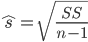 ŝ = √(SS / (n−1))